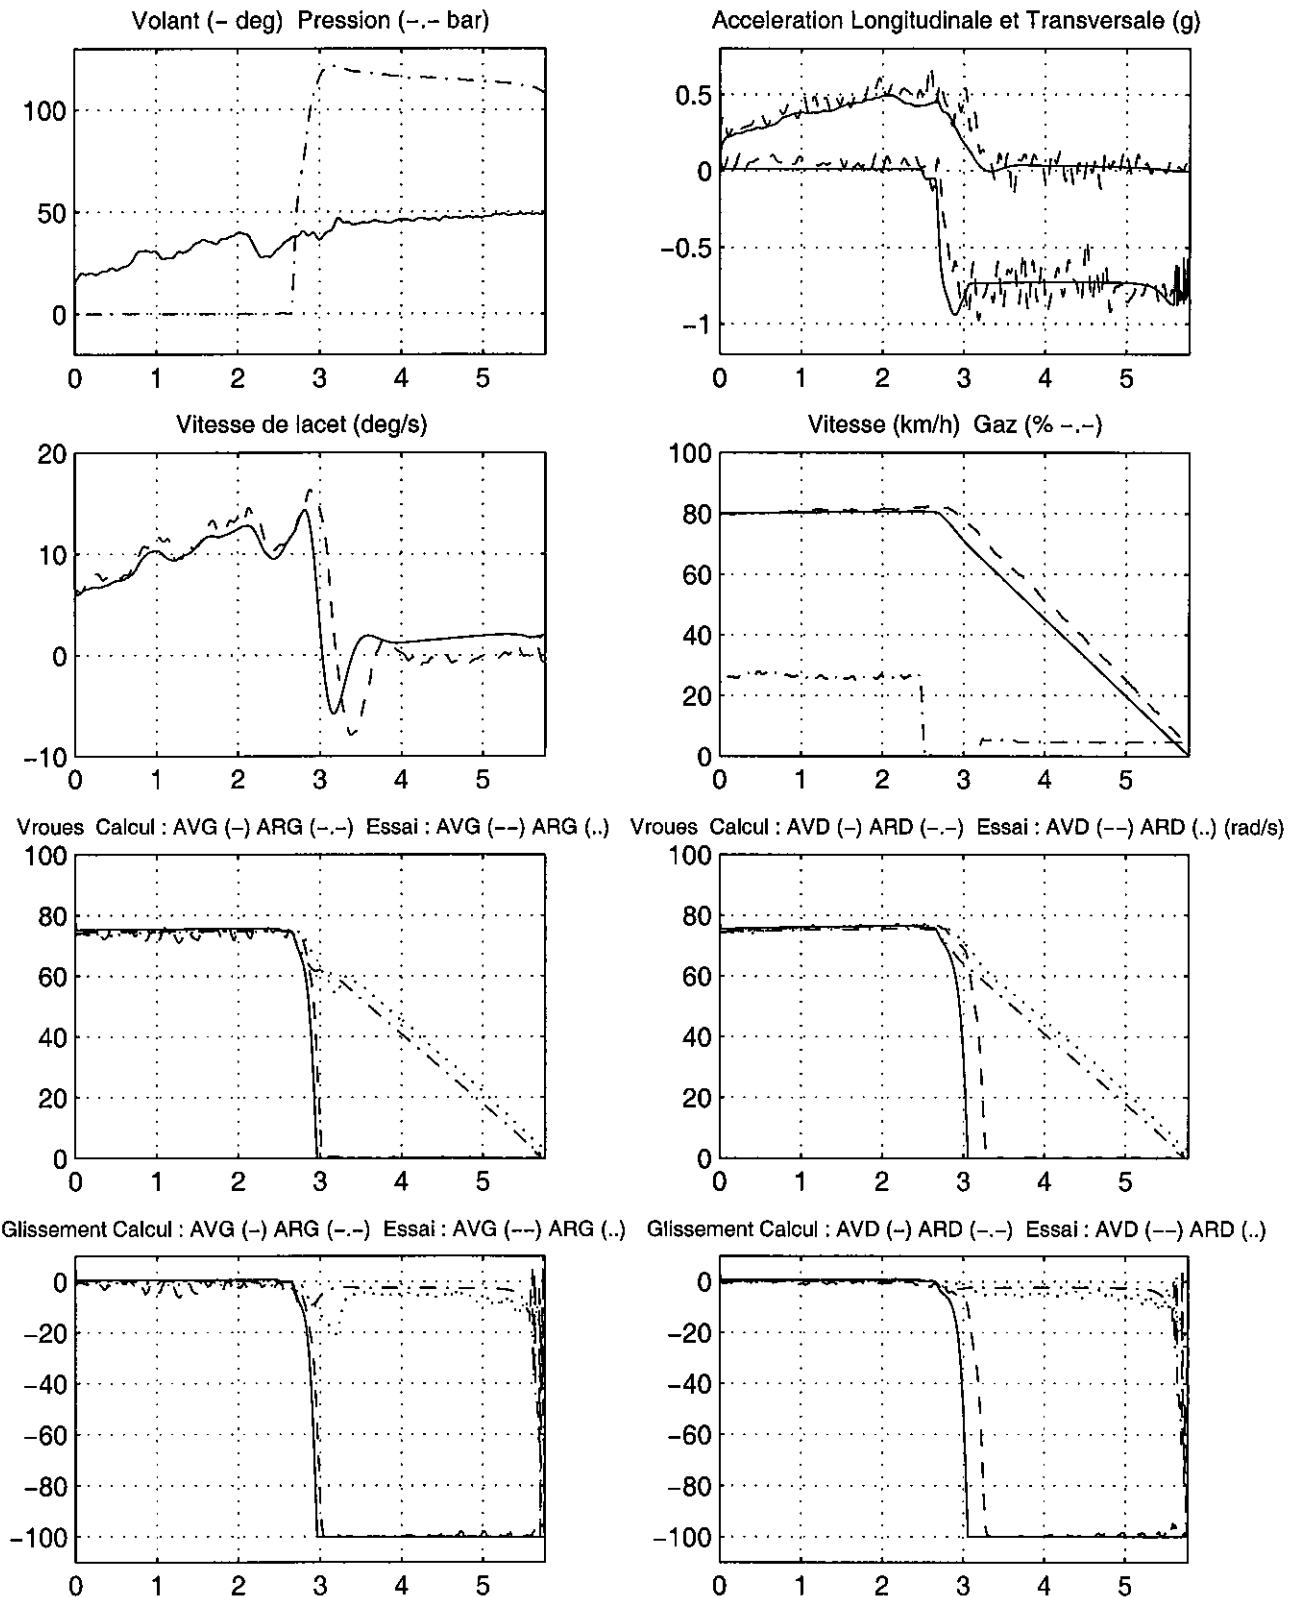 Volant (– deg) Pression (–.– bar)
Acceleration Longitudinale et Transversale (g)
100
50
0
0 1 2 3 4 5
0.5
0
–0.5
–1
0 1 2 3 4 5
Vitesse de lacet (deg/s)
Vitesse (km/h) Gaz (% –.–)
20
10
0
–10
0 1 2 3 4 5
100
80
60
40
20
0
0 1 2 3 4 5
Vroues Calcul : AVG (–) ARG (–.–) Essai : AVG (––) ARG (..)
Vroues Calcul : AVD (–) ARD (–.–) Essai : AVD (––) ARD (..) (rad/s)
100
80
60
40
20
0
0 1 2 3 4 5
100
80
60
40
20
0
0 1 2 3 4 5
Glissement Calcul : AVG (–) ARG (–.–) Essai : AVG (––) ARG (..)
Glissement Calcul : AVD (–) ARD (–.–) Essai : AVD (––) ARD (..)
0
–20
–40
–60
–80
–100
0 1 2 3 4 5
0
–20
–40
–60
–80
–100
0 1 2 3 4 5